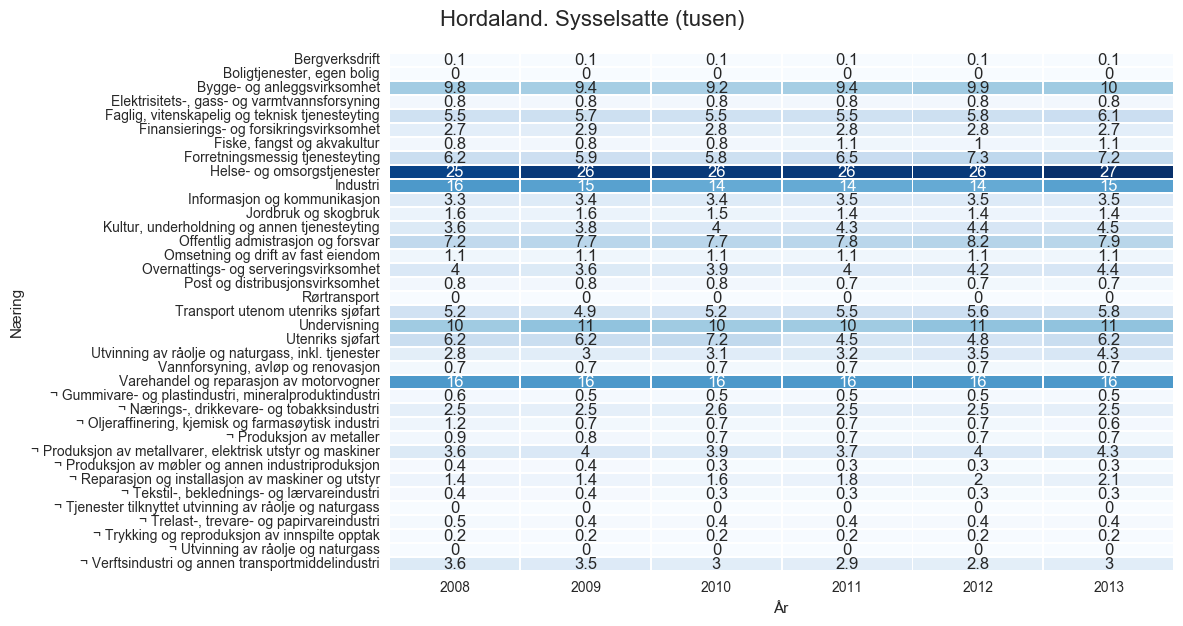 Hordaland. Sysselsatte (tusen)
Bergverksdrift 0.1 0.1 0.1 0.1 0.1 0.1
Boligtjenester, egen bolig 0 0 0 0 0 0
Bygge- og anleggsvirksomhet 9.8 9.4 9.2 9.4 9.9 10
Elektrisitets-, gass- og varmtvannsforsyning 0.8 0.8 0.8 0.8 0.8 0.8
Faglig, vitenskapelig og teknisk tjenesteyting 5.5 5.7 5.5 5.5 5.8 6.1
Finansierings- og forsikringsvirksomhet 2.7 2.9 2.8 2.8 2.8 2.7
Fiske, fangst og akvakultur 0.8 0.8 0.8 1.1 1 1.1
Forretningsmessig tjenesteyting 6.2 5.9 5.8 6.5 7.3 7.2
Helse- og omsorgstjenester 25 26 26 26 26 27
Industri 16 15 14 14 14 15
Informasjon og kommunikasjon 3.3 3.4 3.4 3.5 3.5 3.5
Jordbruk og skogbruk 1.6 1.6 1.5 1.4 1.4 1.4
Kultur, underholdning og annen tjenesteyting 3.6 3.8 4 4.3 4.4 4.5
Offentlig admistrasjon og forsvar 7.2 7.7 7.7 7.8 8.2 7.9
Omsetning og drift av fast eiendom 1.1 1.1 1.1 1.1 1.1 1.1
Overnattings- og serveringsvirksomhet 4 3.6 3.9 4 4.2 4.4
Post og distribusjonsvirksomhet 0.8 0.8 0.8 0.7 0.7 0.7
Rørtransport 0 0 0 0 0 0
Transport utenom utenriks sjøfart 5.2 4.9 5.2 5.5 5.6 5.8
Undervisning 10 11 10 10 11 11
Utenriks sjøfart 6.2 6.2 7.2 4.5 4.8 6.2
Utvinning av råolje og naturgass, inkl. tjenester 2.8 3 3.1 3.2 3.5 4.3
Vannforsyning, avløp og renovasjon 0.7 0.7 0.7 0.7 0.7 0.7
Varehandel og reparasjon av motorvogner 16 16 16 16 16 16
¬ Gummivare- og plastindustri, mineralproduktindustri 0.6 0.5 0.5 0.5 0.5 0.5
¬ Nærings-, drikkevare- og tobakksindustri 2.5 2.5 2.6 2.5 2.5 2.5
¬ Oljeraffinering, kjemisk og farmasøytisk industri 1.2 0.7 0.7 0.7 0.7 0.6
¬ Produksjon av metaller 0.9 0.8 0.7 0.7 0.7 0.7
¬ Produksjon av metallvarer, elektrisk utstyr og maskiner 3.6 4 3.9 3.7 4 4.3
¬ Produksjon av møbler og annen industriproduksjon 0.4 0.4 0.3 0.3 0.3 0.3
¬ Reparasjon og installasjon av maskiner og utstyr 1.4 1.4 1.6 1.8 2 2.1
¬ Tekstil-, beklednings- og lærvareindustri 0.4 0.4 0.3 0.3 0.3 0.3
¬ Tjenester tilknyttet utvinning av råolje og naturgass 0 0 0 0 0 0
¬ Trelast-, trevare- og papirvareindustri 0.5 0.4 0.4 0.4 0.4 0.4
¬ Trykking og reproduksjon av innspilte opptak 0.2 0.2 0.2 0.2 0.2 0.2
¬ Utvinning av råolje og naturgass 0 0 0 0 0 0
¬ Verftsindustri og annen transportmiddelindustri 3.6 3.5 3 2.9 2.8 3
2008 2009 2010 2011 2012 2013
År
Næring